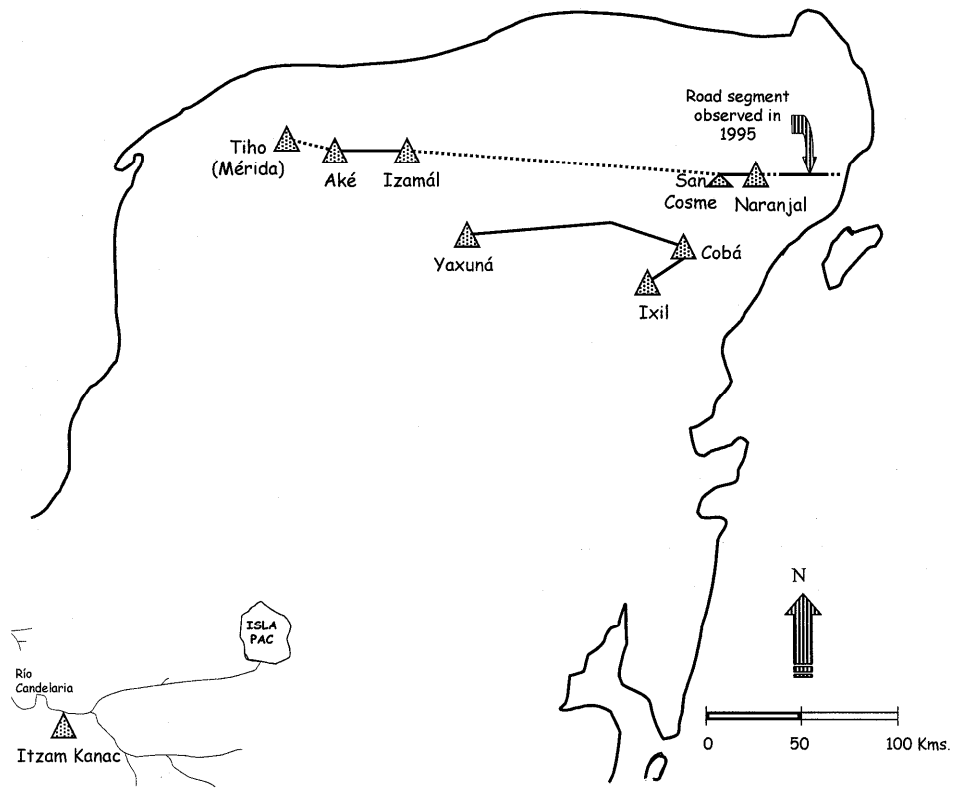 Road segment
observed in
1995
Tiho
(Mérida)
Aké
Izamál
San
Cosme
Naranjal
Yaxuná
Cobá
Ixil
N
ISLA
PAC
Río
Candelaria
Itzam Kanac
0
50
100 Kms.